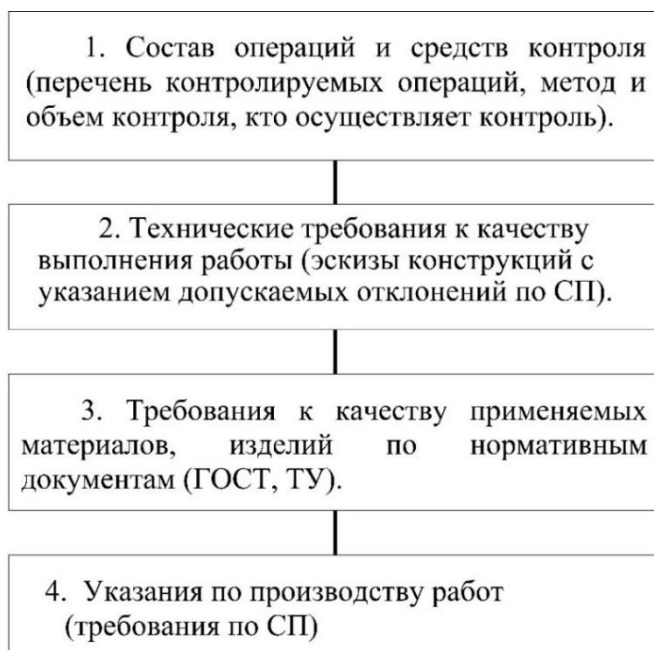 1. Состав операций и средств контроля
(перечень контролируемых операций, метод и
объем контроля, кто осуществляет контроль).
2. Технические требования к качеству
выполнения работы (эскизы конструкций с
указанием допускаемых отклонений по СП).
3. Требования к качеству применяемых
материалов, изделий по нормативным
документам (ГОСТ, ТУ).
4. Указания по производству работ
(требования по СП)